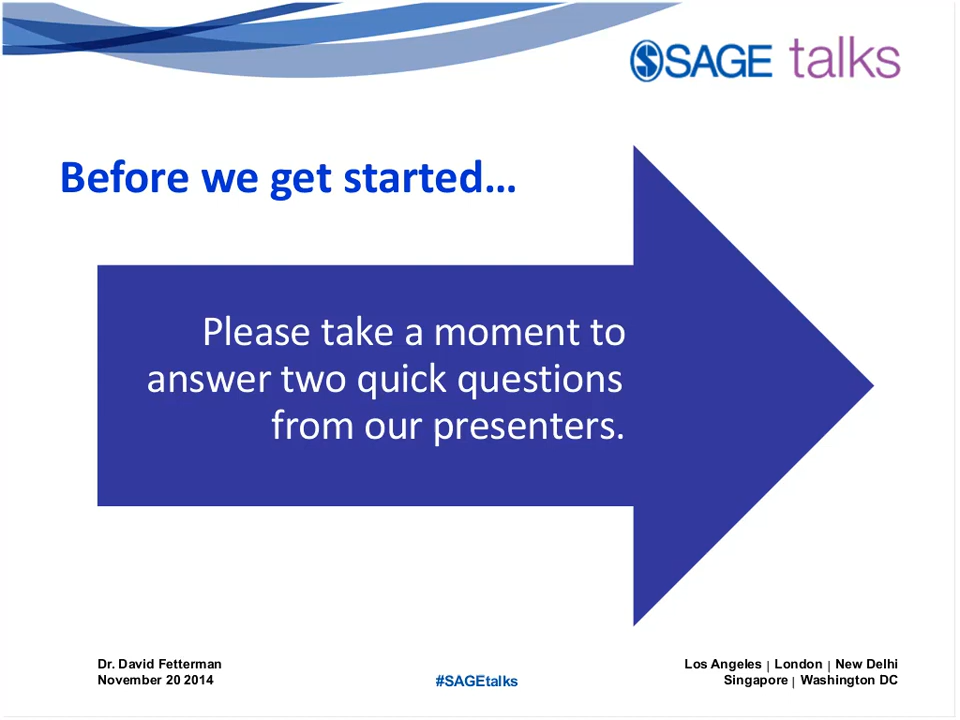 SAGE talks
Before we get started…
Please take a moment to
answer two quick questions
from our presenters.
Dr. David Fetterman
November 20 2014
#SAGEtalks
Los Angeles | London | New Delhi
Singapore | Washington DC